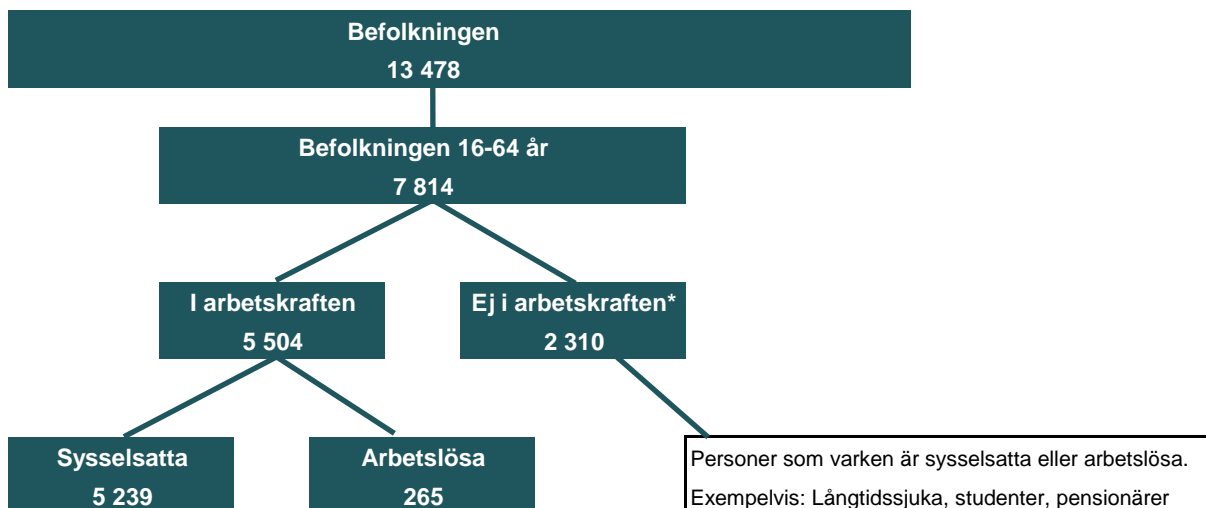 Befolkningen
13 478
Befolkningen 16-64 år
7 814
I arbetskraften
5 504
Ej i arbetskraften*
2 310
Sysselsatta
5 239
Arbetslösa
265
Personer som varken är sysselsatta eller arbetslösa.
Exempelvis: Långtidssjuka, studenter, pensionärer